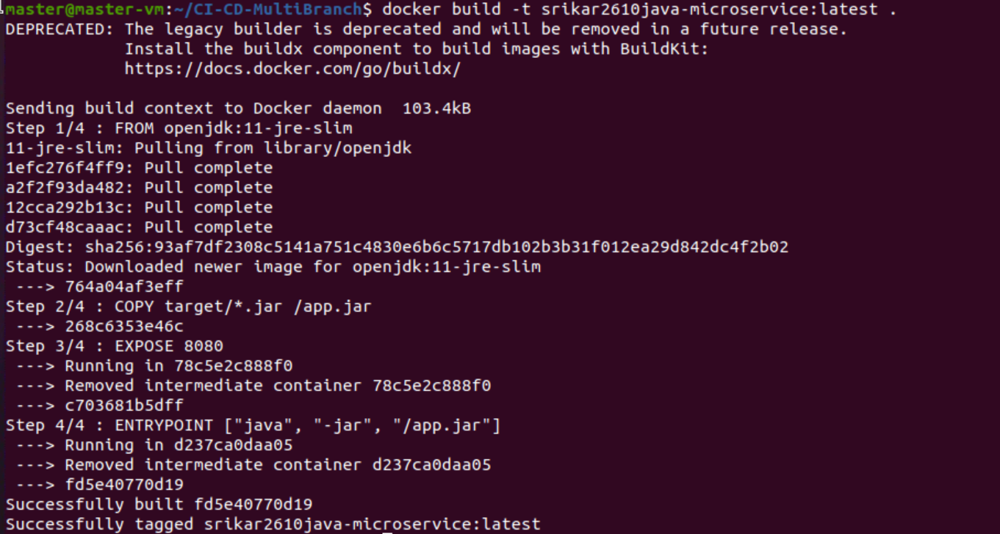 master@master-vm:~/CI-CD-MultiBranch$ docker build -t srikar2610java-microservice:latest .
DEPRECATED: The legacy builder is deprecated and will be removed in a future release.
            Install the buildx component to build images with BuildKit:
            https://docs.docker.com/go/buildx/

Sending build context to Docker daemon  103.4kB
Step 1/4 : FROM openjdk:11-jre-slim
11-jre-slim: Pulling from library/openjdk
1efc276f4ff9: Pull complete
a2f2f93da482: Pull complete
12cca292b13c: Pull complete
d73cf48caaac: Pull complete
Digest: sha256:93af7df2308c5141a751c4830e6b6c5717db102b3b31f012ea29d842dc4f2b02
Status: Downloaded newer image for openjdk:11-jre-slim
 ---> 764a04af3eff
Step 2/4 : COPY target/*.jar /app.jar
 ---> 268c6353e46c
Step 3/4 : EXPOSE 8080
 ---> Running in 78c5e2c888f0
 ---> Removed intermediate container 78c5e2c888f0
 ---> c703681b5dff
Step 4/4 : ENTRYPOINT ["java", "-jar", "/app.jar"]
 ---> Running in d237ca0daa05
 ---> Removed intermediate container d237ca0daa05
 ---> fd5e40770d19
Successfully built fd5e40770d19
Successfully tagged srikar2610java-microservice:latest